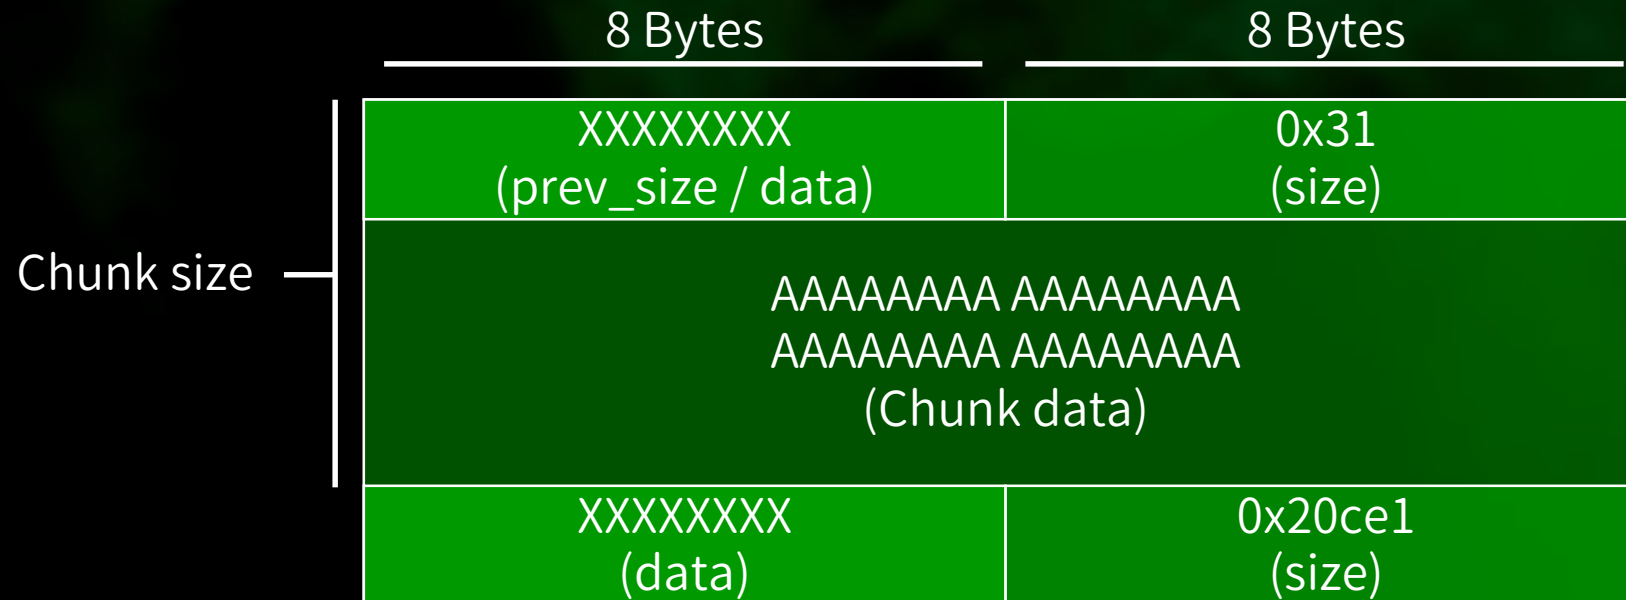 8 Bytes 8 Bytes
XXXXXXXX 0x31
(prev_size / data) (size)
Chunk size
AAAAAAAA AAAAAAAA
AAAAAAAA AAAAAAAA
(Chunk data)
XXXXXXXX 0x20ce1
(data) (size)